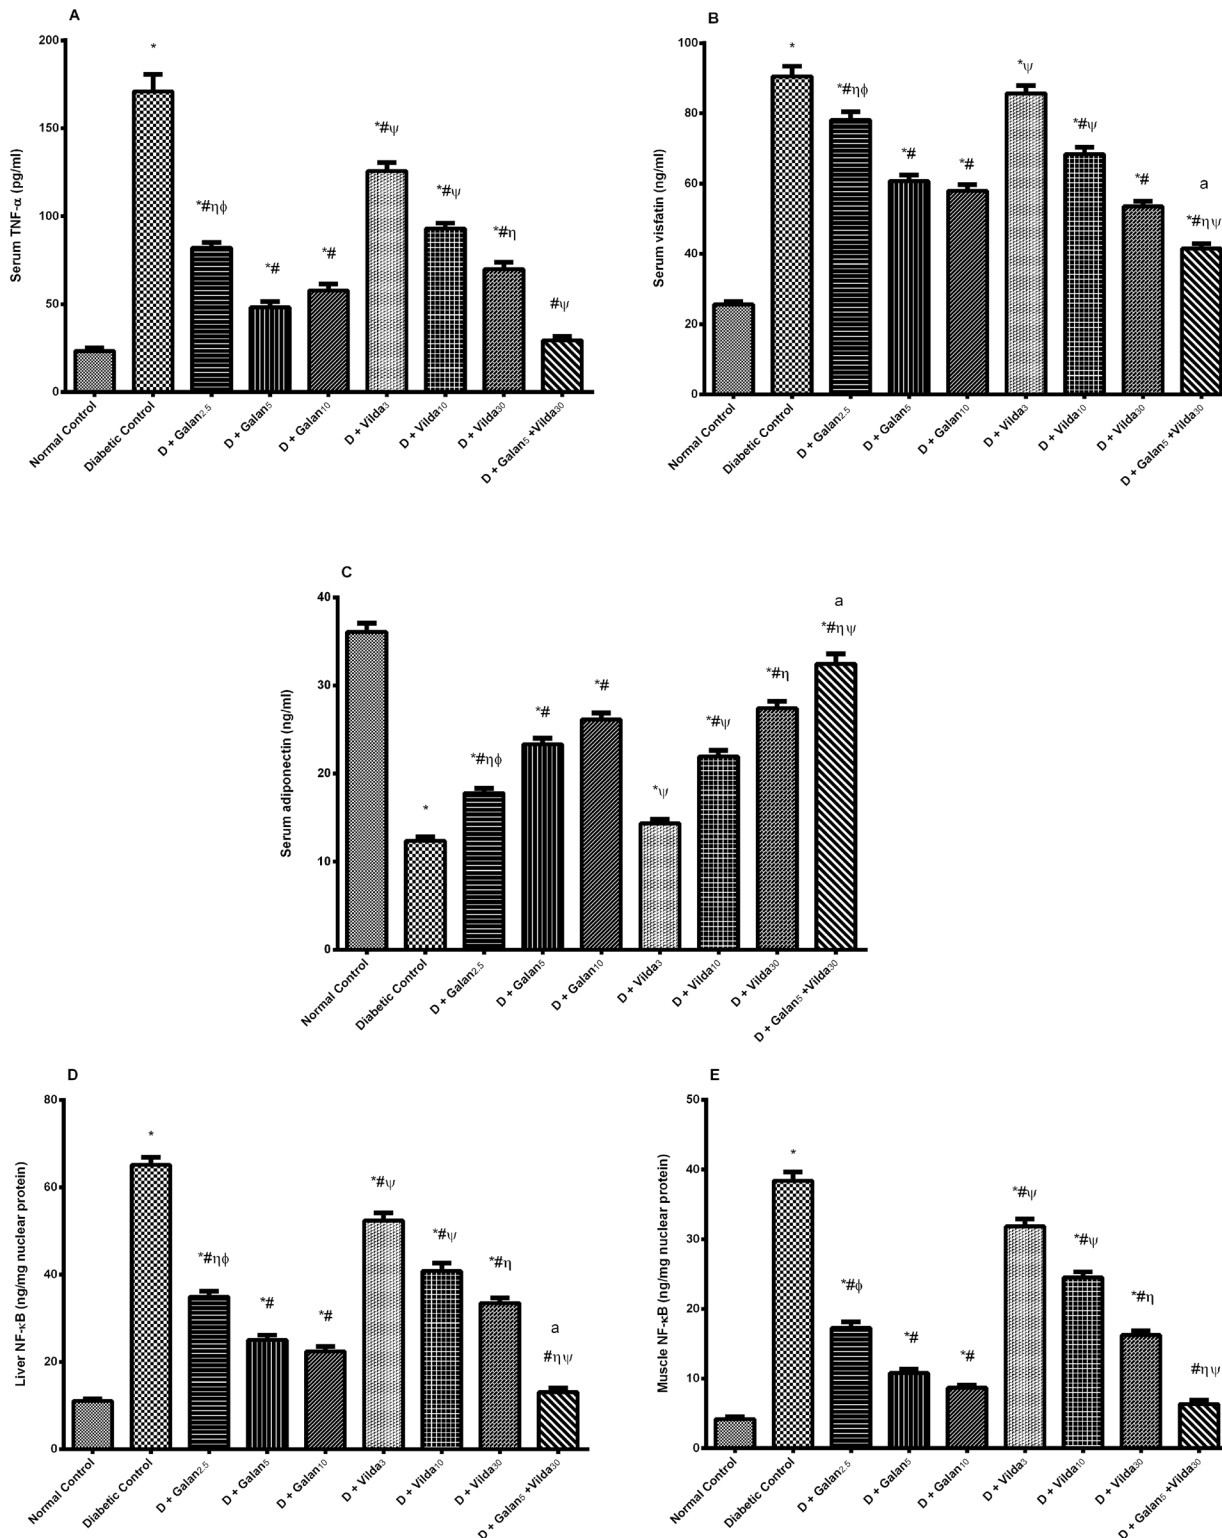 A
Serum TNF-α (pg/ml)
200
150
100
50
0
*
*#ηϕ
*#
*#
*#ψ
*#ψ
*#η
#ψ
Normal Control
Diabetic Control
D + Galan2.5
D + Galan5
D + Galan10
D + Vilda3
D + Vilda10
D + Vilda30
D + Galan5 +Vilda30
B
Serum visfatin (ng/ml)
100
80
60
40
20
0
*
*#ηϕ
*#
*#
*ψ
*#ψ
*#
a
*#ηψ
Normal Control
Diabetic Control
D + Galan2.5
D + Galan5
D + Galan10
D + Vilda3
D + Vilda10
D + Vilda30
D + Galan5 +Vilda30
C
Serum adiponectin (ng/ml)
40
30
20
10
0
*
*#ηϕ
*#
*#
*ψ
*#ψ
*#η
a
*#ηψ
Normal Control
Diabetic Control
D + Galan2.5
D + Galan5
D + Galan10
D + Vilda3
D + Vilda10
D + Vilda30
D + Galan5 +Vilda30
D
Liver NF-κB (ng/mg nuclear protein)
80
60
40
20
0
*
*#ηϕ
*#
*#
*#ψ
*#ψ
*#η
a
#ηψ
Normal Control
Diabetic Control
D + Galan2.5
D + Galan5
D + Galan10
D + Vilda3
D + Vilda10
D + Vilda30
D + Galan5 +Vilda30
E
Muscle NF-κB (ng/mg nuclear protein)
50
40
30
20
10
0
*
*#ϕ
*#
*#
*#ψ
*#ψ
*#η
#ηψ
Normal Control
Diabetic Control
D + Galan2.5
D + Galan5
D + Galan10
D + Vilda3
D + Vilda10
D + Vilda30
D + Galan5 +Vilda30